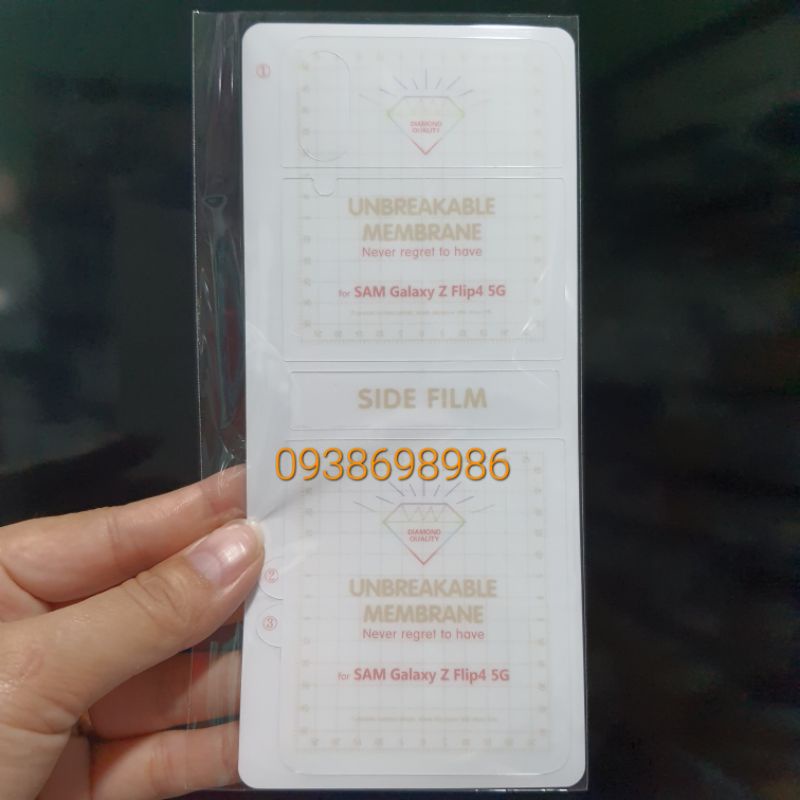 ①
DIAMOND
QUALITY
UNBREAKABLE
MEMBRANE
Never regret to have
for SAM Galaxy Z Flip4 5G
SIDE FILM
0938698986
DIAMOND
QUALITY
②
UNBREAKABLE
MEMBRANE
③
Never regret to have
for SAM Galaxy Z Flip4 5G